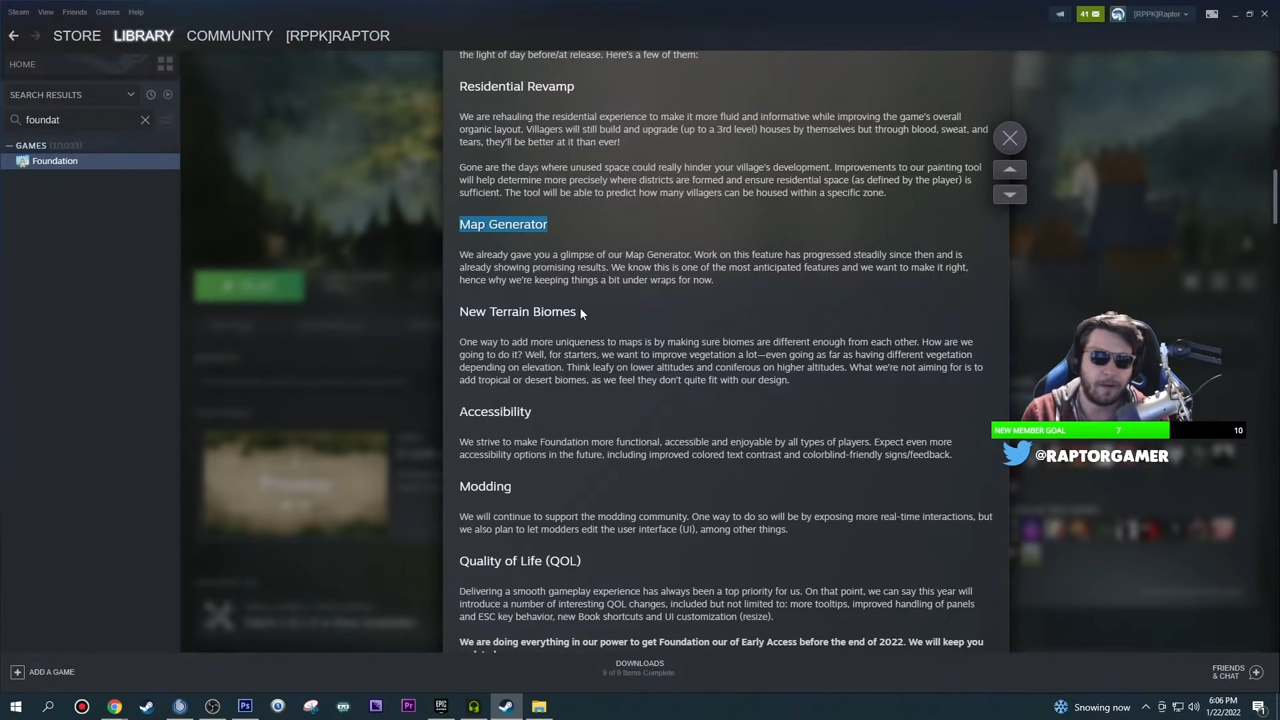 Steam View Friends Games Help
41
[RPPK]Raptor
STORE LIBRARY COMMUNITY [RPPK]RAPTOR
HOME
SEARCH RESULTS
foundat
GAMES (1/1033)
Foundation
the light of day before/at release. Here's a few of them:
Residential Revamp
We are rehauling the residential experience to make it more fluid and informative while improving the game's overall
organic layout. Villagers will still build and upgrade (up to a 3rd level) houses by themselves but through blood, sweat, and
tears, they'll be better at it than ever!
Gone are the days where unused space could really hinder your village's development. Improvements to our painting tool
will help determine more precisely where districts are formed and ensure residential space (as defined by the player) is
sufficient. The tool will be able to predict how many villagers can be housed within a specific zone.
Map Generator
We already gave you a glimpse of our Map Generator. Work on this feature has progressed steadily since then and is
already showing promising results. We know this is one of the most anticipated features and we want to make it right,
hence why we're keeping things a bit under wraps for now.
New Terrain Biomes
One way to add more uniqueness to maps is by making sure biomes are different enough from each other. How are we
going to do it? Well, for starters, we want to improve vegetation a lot—even going as far as having different vegetation
depending on elevation. Think leafy on lower altitudes and coniferous on higher altitudes. What we're not aiming for is to
add tropical or desert biomes, as we feel they don't quite fit with our design.
Accessibility
We strive to make Foundation more functional, accessible and enjoyable by all types of players. Expect even more
accessibility options in the future, including improved colored text contrast and colorblind-friendly signs/feedback.
Modding
We will continue to support the modding community. One way to do so will be by exposing more real-time interactions, but
we also plan to let modders edit the user interface (UI), among other things.
Quality of Life (QOL)
Delivering a smooth gameplay experience has always been a top priority for us. On that point, we can say this year will
introduce a number of interesting QOL changes, included but not limited to: more tooltips, improved handling of panels
and ESC key behavior, new Book shortcuts and UI customization (resize).
We are doing everything in our power to get Foundation our of Early Access before the end of 2022. We will keep you
NEW MEMBER GOAL 7 10
@RAPTORGAMER
ADD A GAME
DOWNLOADS
9 of 9 Items Complete
FRIENDS
& CHAT
Snowing now
6:06 PM
1/22/2022